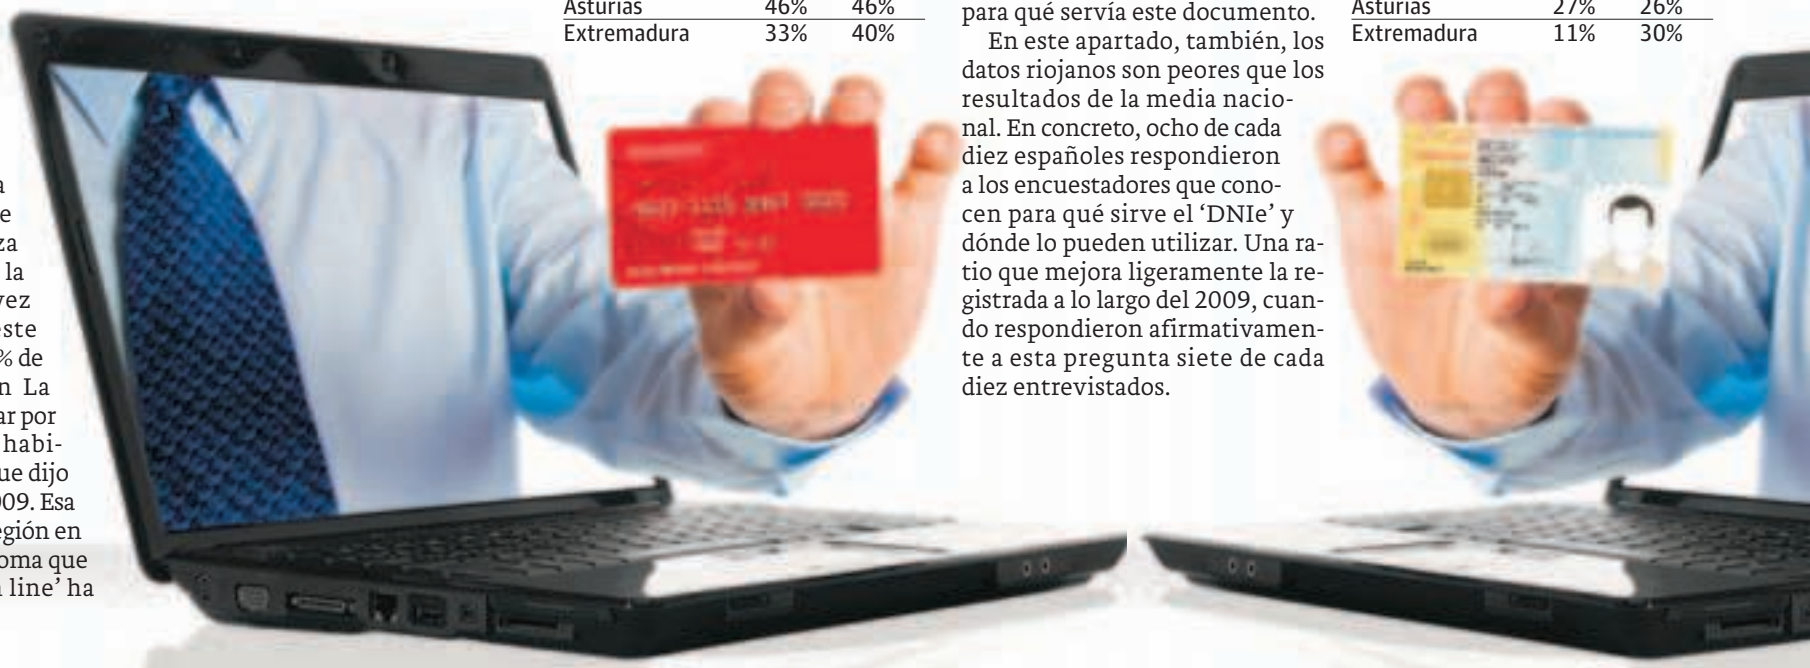 a
e
za
la
vez
este
% de
n La
ar por
habi-
ue dijo
009. Esa
egión en
oma que
n line’ ha
Asturias 46% 46%
Extremadura 33% 40%
para qué servía este documento.
En este apartado, también, los
datos riojanos son peores que los
resultados de la media nacio-
nal. En concreto, ocho de cada
diez españoles respondieron
a los encuestadores que cono-
cen para qué sirve el ‘DNIe’ y
dónde lo pueden utilizar. Una ra-
tio que mejora ligeramente la re-
gistrada a lo largo del 2009, cuan-
do respondieron afirmativamen-
te a esta pregunta siete de cada
diez entrevistados.
Asturias 27% 26%
Extremadura 11% 30%